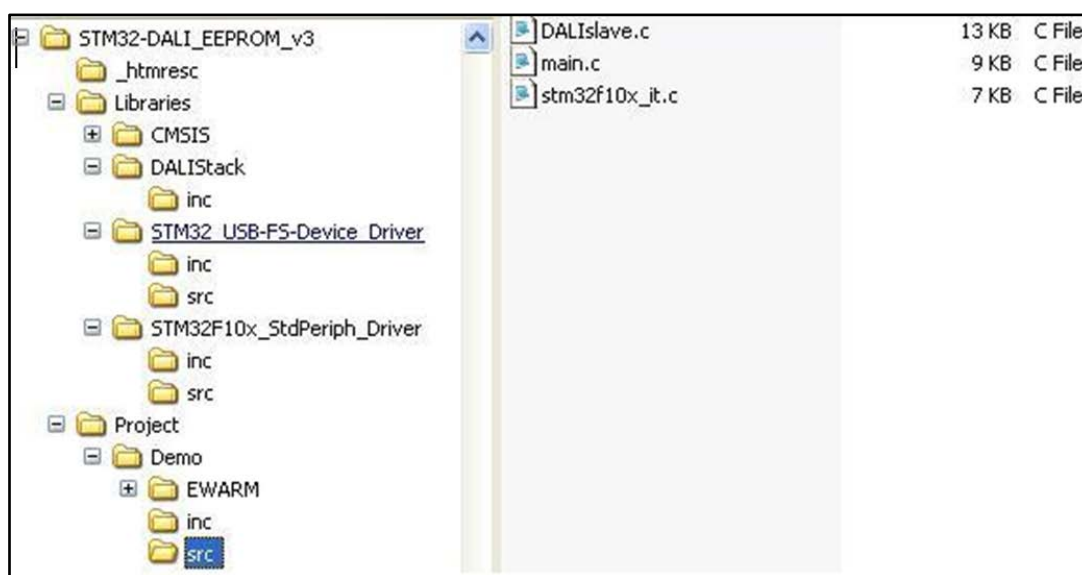 STM32-DALI_EEPROM_v3
_htmresc
Libraries
CMSIS
DALIStack
inc
STM32_USB-FS-Device_Driver
inc
src
STM32F10x_StdPeriph_Driver
inc
src
Project
Demo
EWARM
inc
src
DALIslave.c 13 KB C File
main.c 9 KB C File
stm32f10x_it.c 7 KB C File